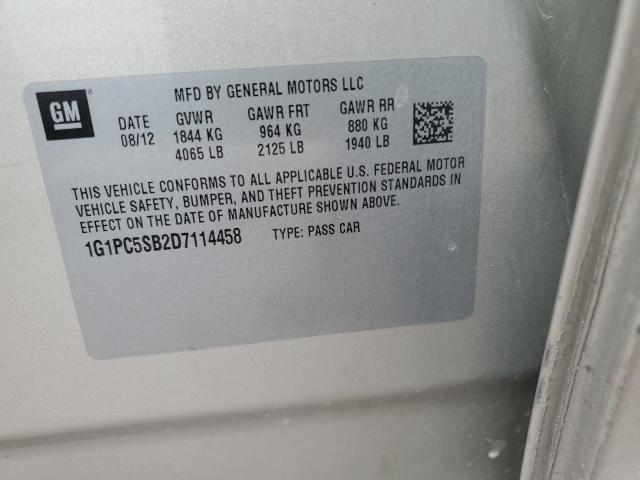 GM
MFD BY GENERAL MOTORS LLC
DATE GVWR GAWR FRT GAWR RR
08/12 1844 KG 964 KG 880 KG
4065 LB 2125 LB 1940 LB
THIS VEHICLE CONFORMS TO ALL APPLICABLE U.S. FEDERAL MOTOR
VEHICLE SAFETY, BUMPER, AND THEFT PREVENTION STANDARDS IN
EFFECT ON THE DATE OF MANUFACTURE SHOWN ABOVE.
1G1PC5SB2D7114458 TYPE: PASS CAR